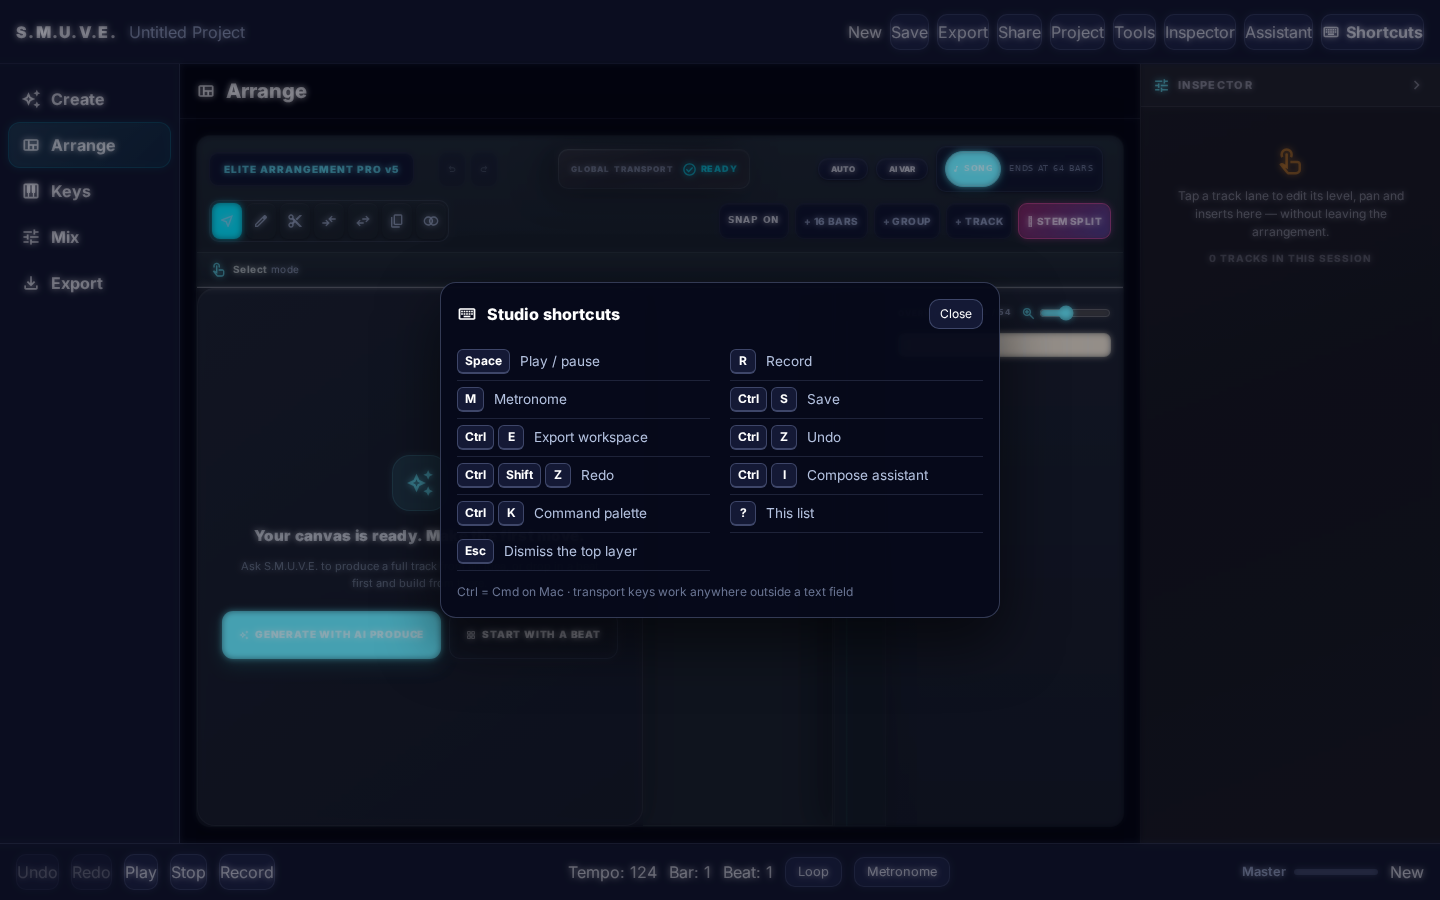 S.M.U.V.E. Untitled Project
New Save Export Share Project Tools Inspector Assistant Shortcuts
Create
Arrange
Keys
Mix
Export
Arrange
ELITE ARRANGEMENT PRO v5
GLOBAL TRANSPORT READY
AUTO
AI VAR
SONG
ENDS AT 64 BARS
SNAP ON
+ 16 BARS
+ GROUP
+ TRACK
STEM SPLIT
Select mode
INSPECTOR
Tap a track lane to edit its level, pan and
inserts here — without leaving the
arrangement.
0 TRACKS IN THIS SESSION
Studio shortcuts
Close
Space Play / pause
R Record
M Metronome
Ctrl S Save
Ctrl E Export workspace
Ctrl Z Undo
Ctrl Shift Z Redo
Ctrl I Compose assistant
Ctrl K Command palette
? This list
Esc Dismiss the top layer
Ctrl = Cmd on Mac · transport keys work anywhere outside a text field
Your canvas is ready.
Ask S.M.U.V.E. to produce a full track
first and build
GENERATE WITH AI PRODUCE
START WITH A BEAT
Undo Redo Play Stop Record
Tempo: 124 Bar: 1 Beat: 1 Loop Metronome
Master New